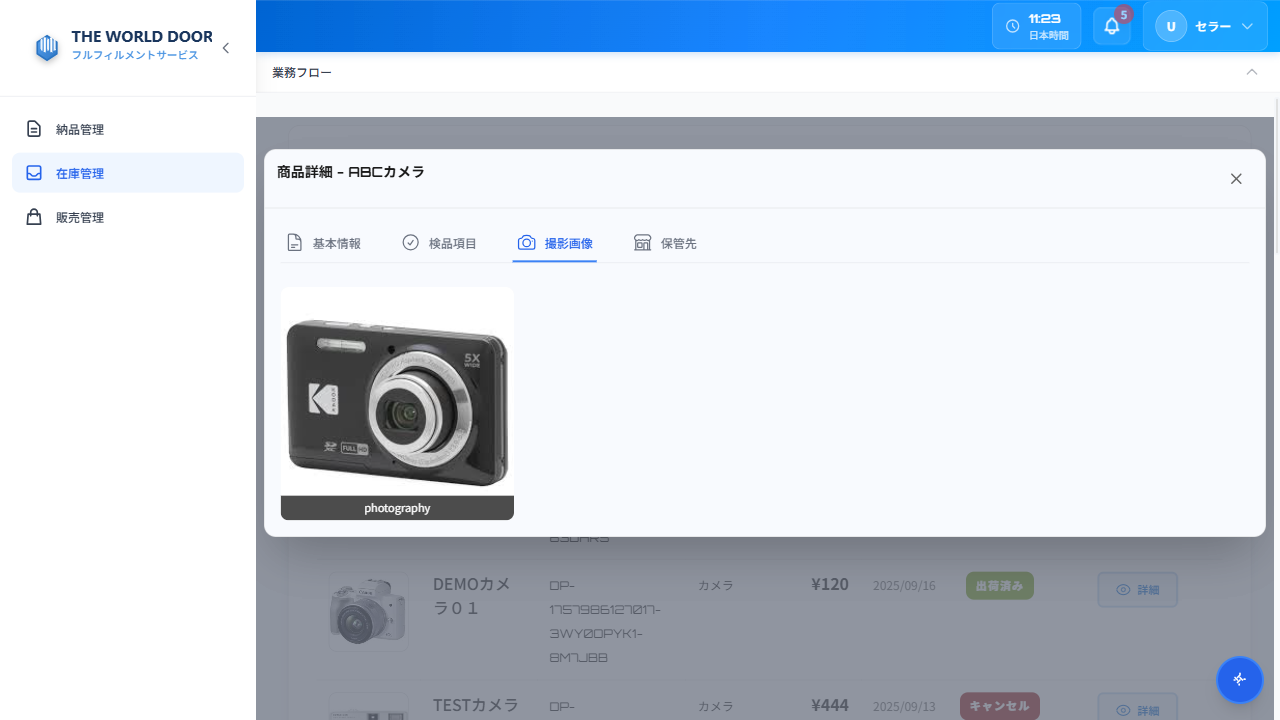 THE WORLD DOOR
フルフィルメントサービス
11:23
日本時間
5
U
セラー
業務フロー
納品管理
在庫管理
販売管理
商品詳細 - ABCカメラ
基本情報
検品項目
撮影画像
保管先
5X
WIDE
KODAK
FULL HD
photography
DEMOカメ
ラ０１
DP-
1757986127017-
3WY0DPYK1-
8M7JBB
カメラ
¥120
2025/09/16
出荷済み
詳細
TESTカメラ
DP-
カメラ
¥444
2025/09/13
キャンセル
詳細